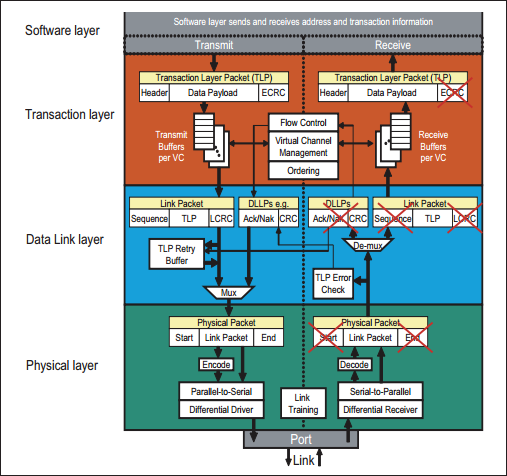 Software layer
Software layer sends and receives address and transaction information
Transmit
Receive
Transaction layer
Transaction Layer Packet (TLP)
Header Data Payload ECRC
Transaction Layer Packet (TLP)
Header Data Payload ECRC
Transmit
Buffers
per VC
Flow Control
Virtual Channel
Management
Ordering
Receive
Buffers
per VC
Data Link layer
Link Packet
Sequence TLP LCRC
DLLPs e.g.
Ack/Nak CRC
DLLPs
Ack/Nak CRC
Link Packet
Sequence TLP LCRC
TLP Retry
Buffer
De-mux
TLP Error
Check
Mux
Physical layer
Physical Packet
Start Link Packet End
Physical Packet
Start Link Packet End
Encode
Decode
Parallel-to-Serial
Differential Driver
Link
Training
Serial-to-Parallel
Differential Receiver
Port
Link